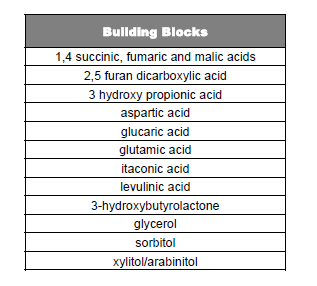 Building Blocks
1,4 succinic, fumaric and malic acids
2,5 furan dicarboxylic acid
3 hydroxy propionic acid
aspartic acid
glucaric acid
glutamic acid
itaconic acid
levulinic acid
3-hydroxybutyrolactone
glycerol
sorbitol
xylitol/arabinitol